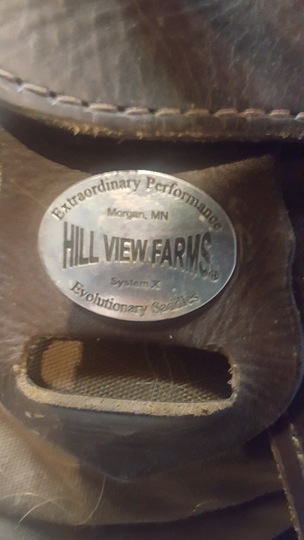 Extraordinary Performance
Morgan, MN
HILL VIEW FARMS®
System X
Evolutionary Saddles